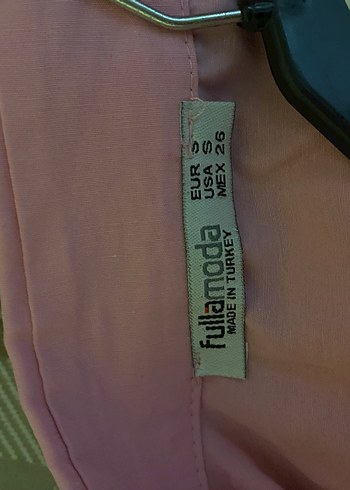 EUR S
USA S
MEX 26
fullamoda
MADE IN TURKEY